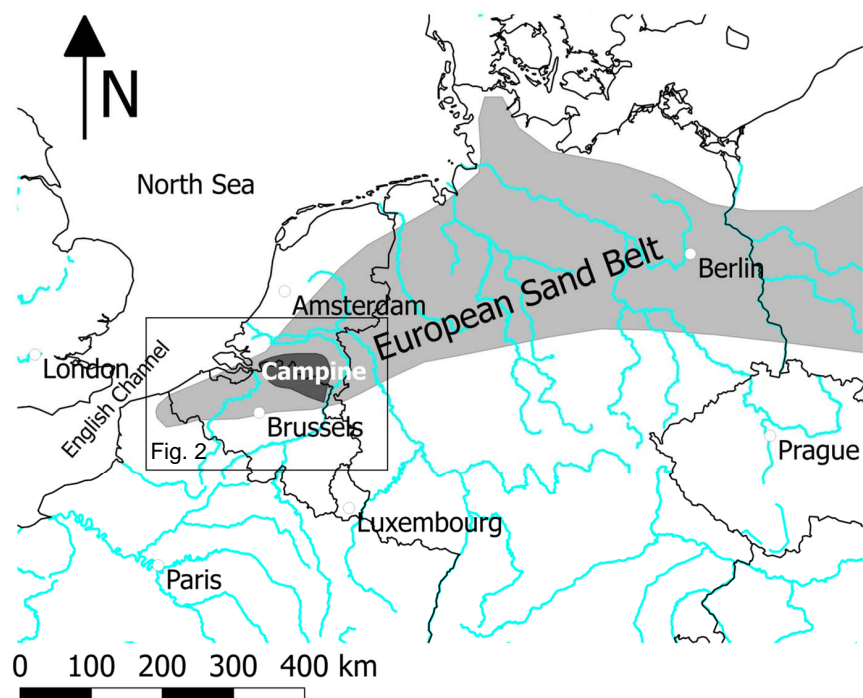 N
North Sea
Amsterdam
European Sand Belt
Berlin
London
English Channel
Campine
Brussels
Fig. 2
Prague
Luxembourg
Paris
0 100 200 300 400 km